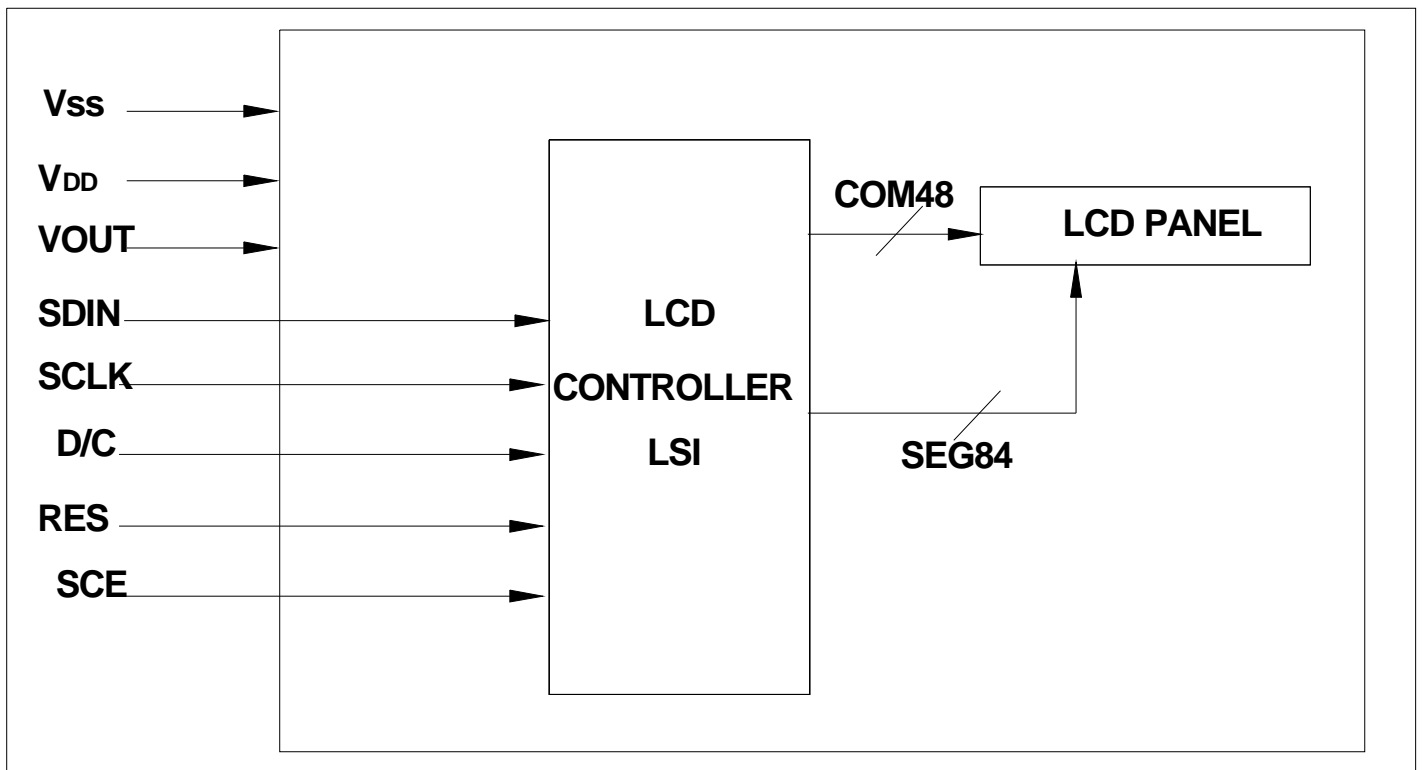 Vss
VDD
VOUT
SDIN
SCLK
D/C
RES
SCE
LCD
CONTROLLER
LSI
COM48
SEG84
LCD PANEL